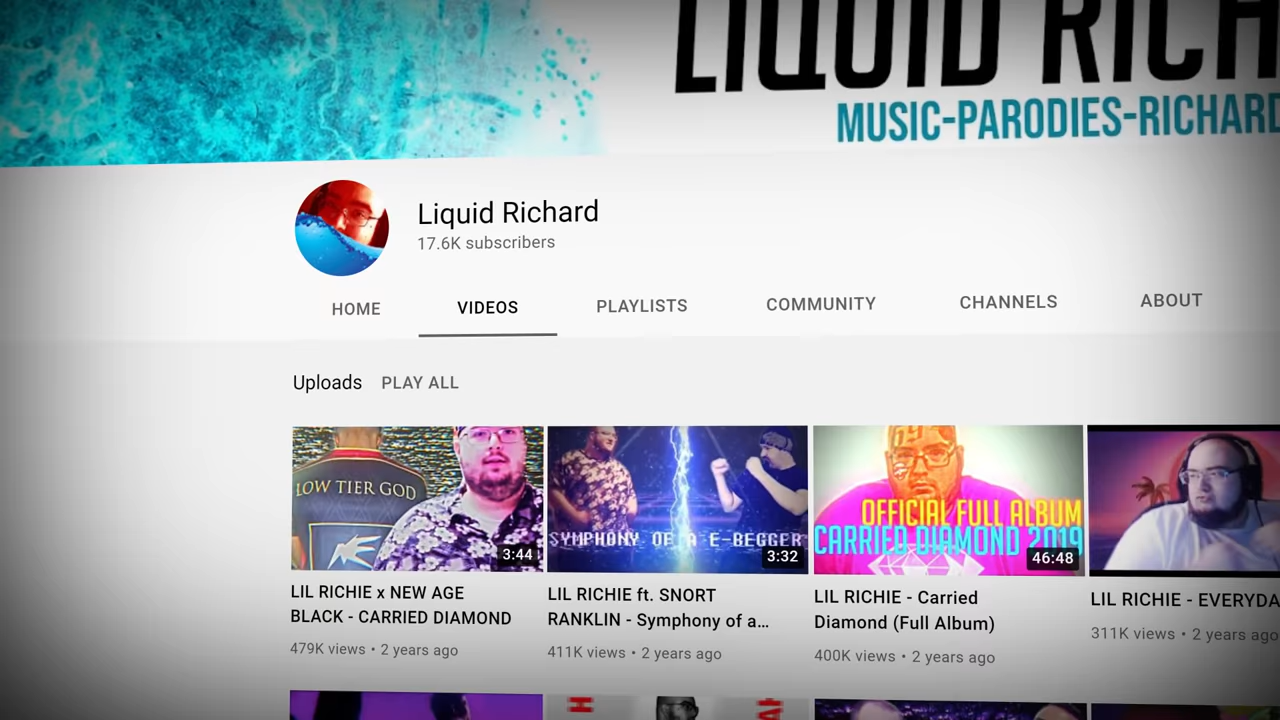 LIQUID RICH
MUSIC-PARODIES-RICHARD
Liquid Richard
17.6K subscribers
HOME
VIDEOS
PLAYLISTS
COMMUNITY
CHANNELS
ABOUT
Uploads
PLAY ALL
LOW TIER GOD
3:44
SYMPHONY OF A E-BEGGER
3:32
OFFICIAL FULL ALBUM
CARRIED DIAMOND 2019
46:48
LIL RICHIE x NEW AGE
BLACK - CARRIED DIAMOND
479K views • 2 years ago
LIL RICHIE ft. SNORT
RANKLIN - Symphony of a...
411K views • 2 years ago
LIL RICHIE - Carried
Diamond (Full Album)
400K views • 2 years ago
LIL RICHIE - EVERYDA
311K views • 2 years ago